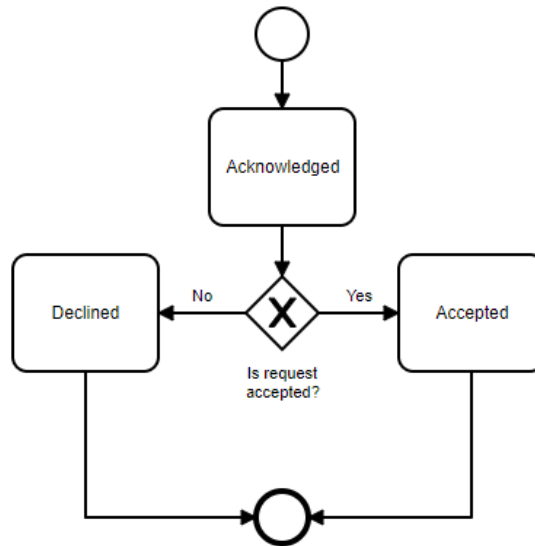 Acknowledged
No
Yes
Declined
Accepted
Is request
accepted?